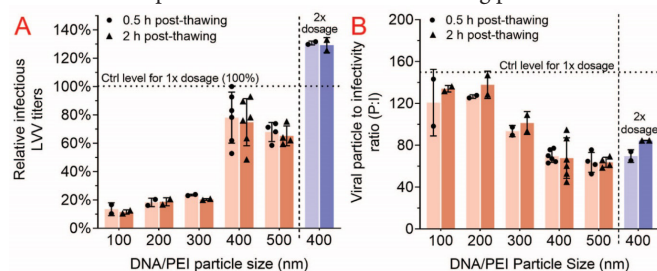 A
0.5 h post-thawing
2 h post-thawing
2x
dosage
Ctrl level for 1x dosage (100%)
Relative infectious
LVV titers
140%
120%
100%
80%
60%
40%
20%
0%
100 200 300 400 500 400
DNA/PEI particle size (nm)
B
0.5 h post-thawing
2 h post-thawing
Ctrl level for 1x dosage
2x
dosage
Viral particle to infectivity
ratio (P:I)
200
160
120
80
40
0
100 200 300 400 500 400
DNA/PEI Particle Size (nm)